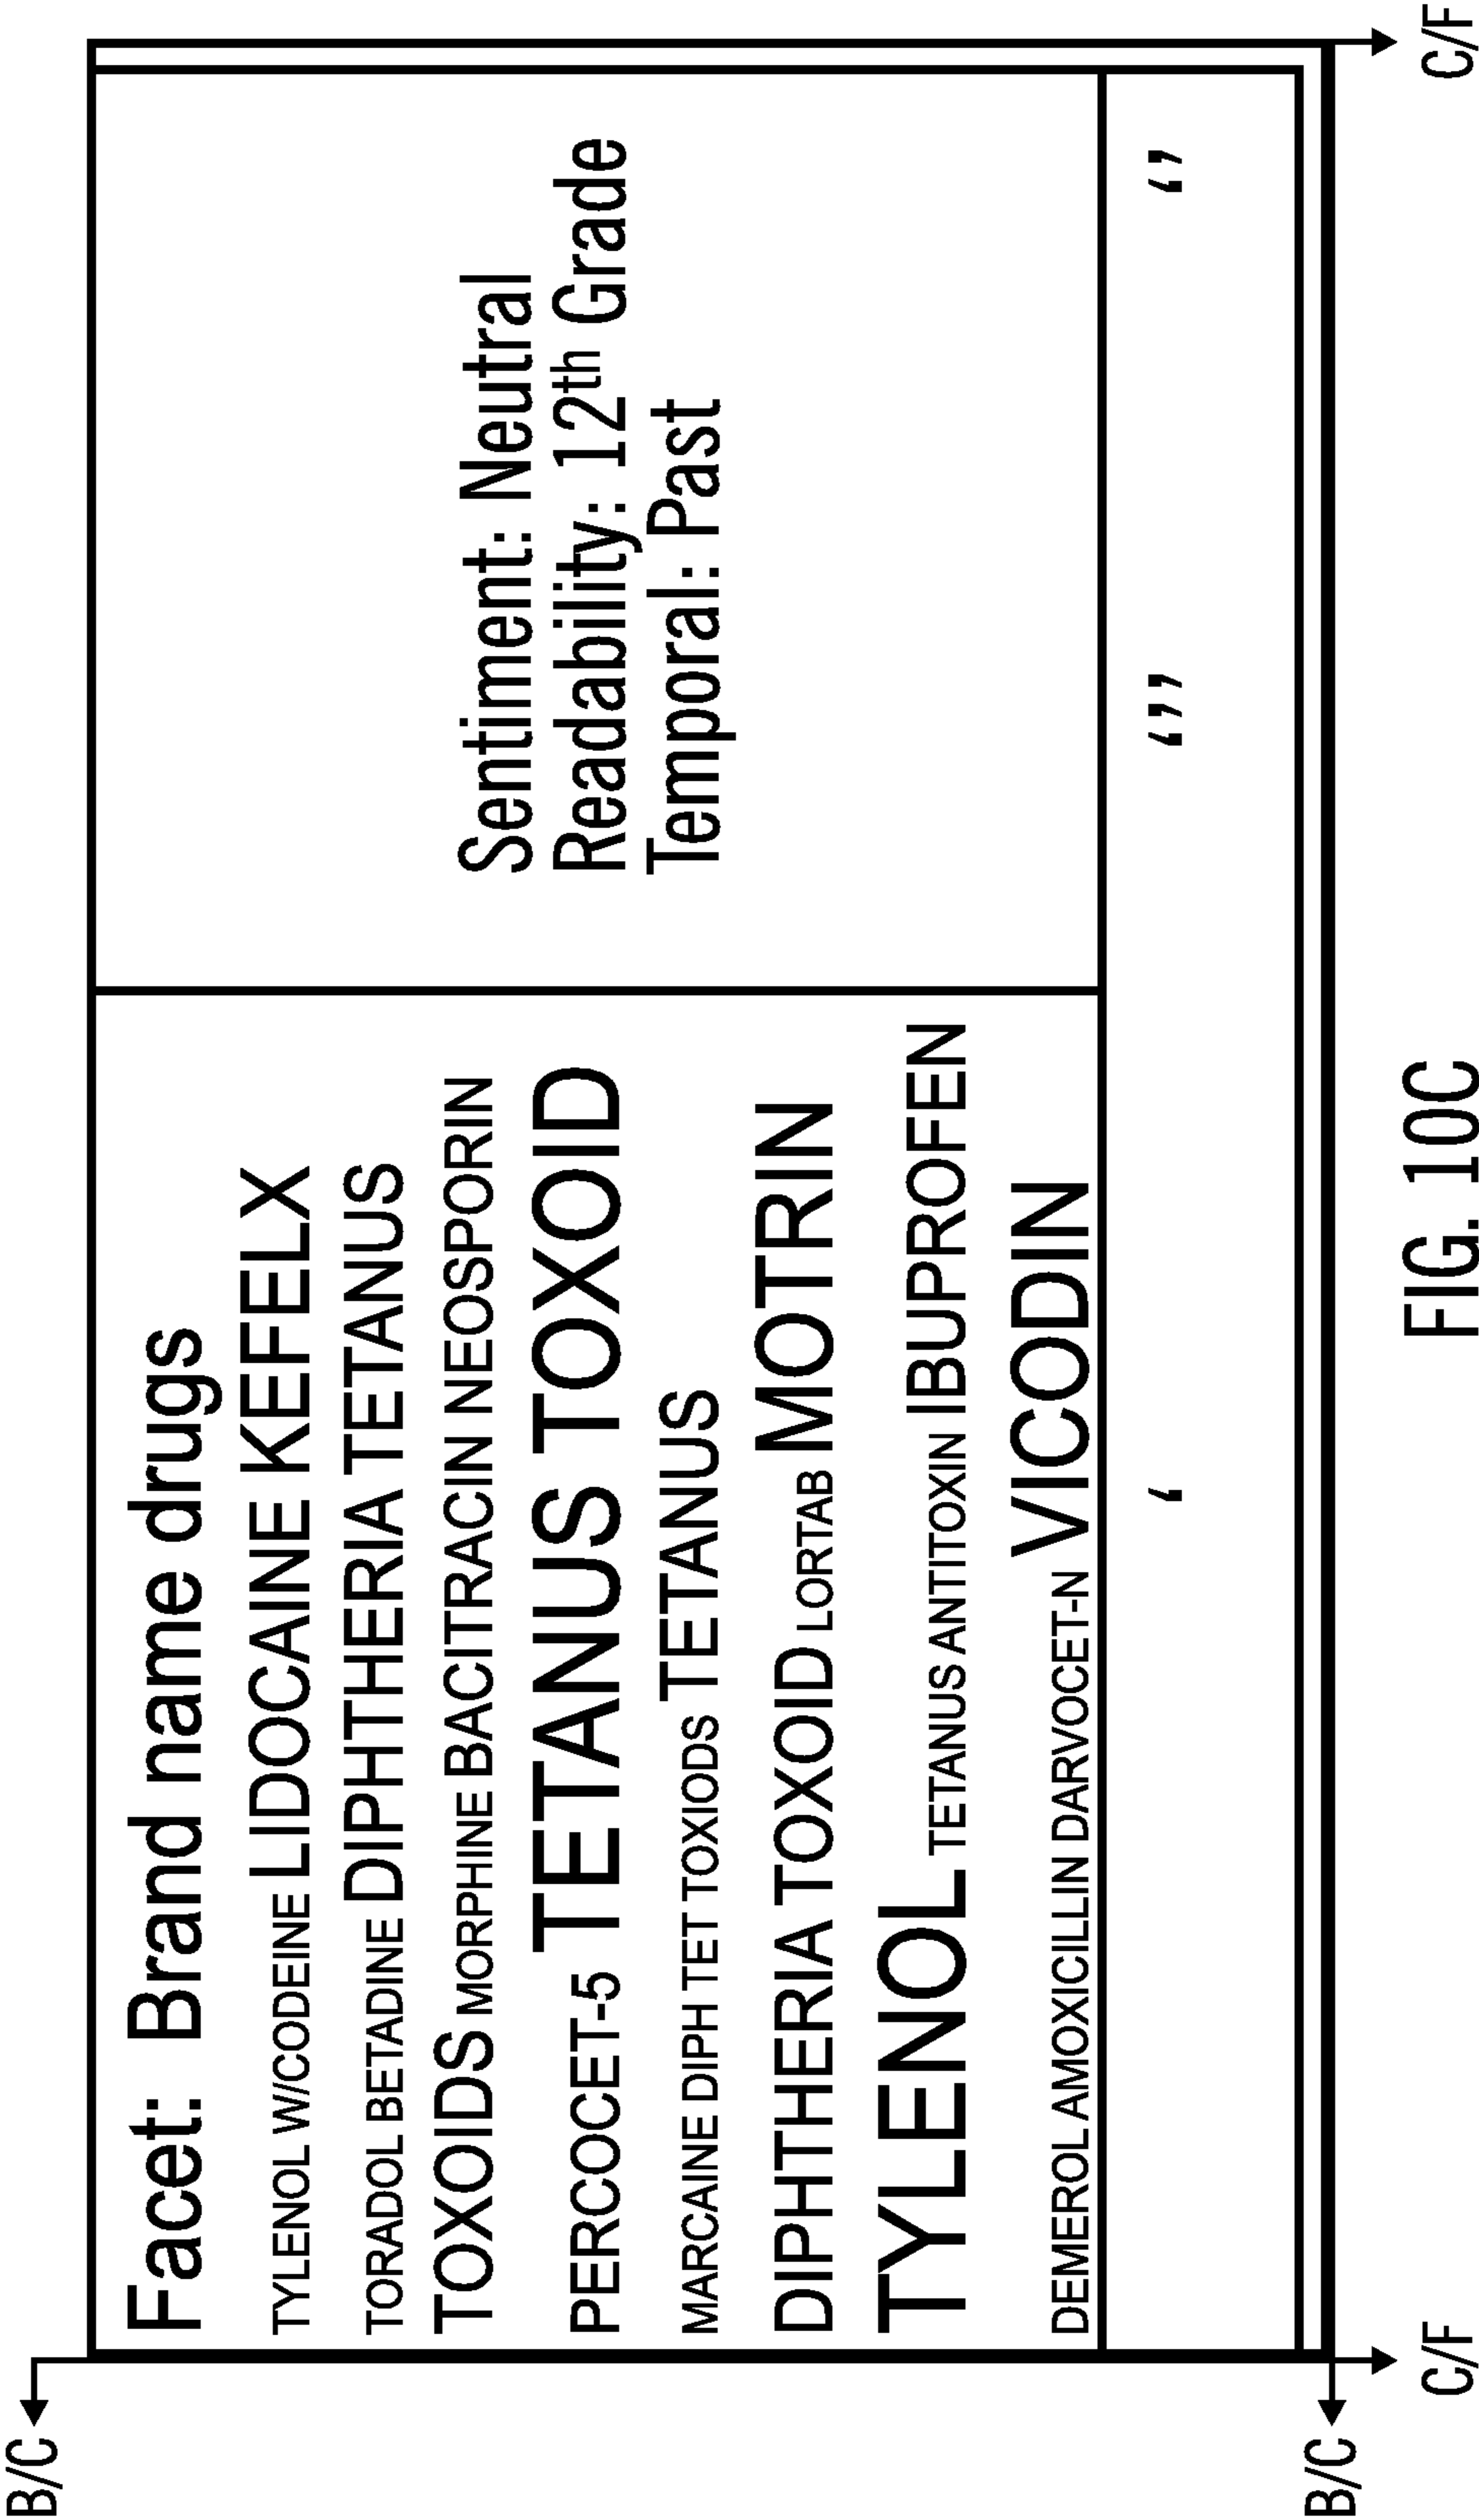 B/C
Facet: Brand name drugs
TYLENOL W/CODEINE LIDOCAINE KEFELX
TORADOL BETADINE DIPHTHERIA TETANUS
TOXOIDS MORPHINE BACITRACIN NEOSPORIN
PERCOCET-5 TETANUS TOXOID
MARCAINE DIPH TET TOXIODS TETANUS
DIPHTHERIA TOXOID LORTAB MOTRIN
TYLENOL TETANUS ANTITOXIN IBUPROFEN
DEMEROL AMOXICILLIN DARVOCET-N VICODIN
Sentiment: Neutral
Readability: 12th Grade
Temporal: Past
‘ ‘’’ ‘’
B/C
C/F C/F
FIG. 10C